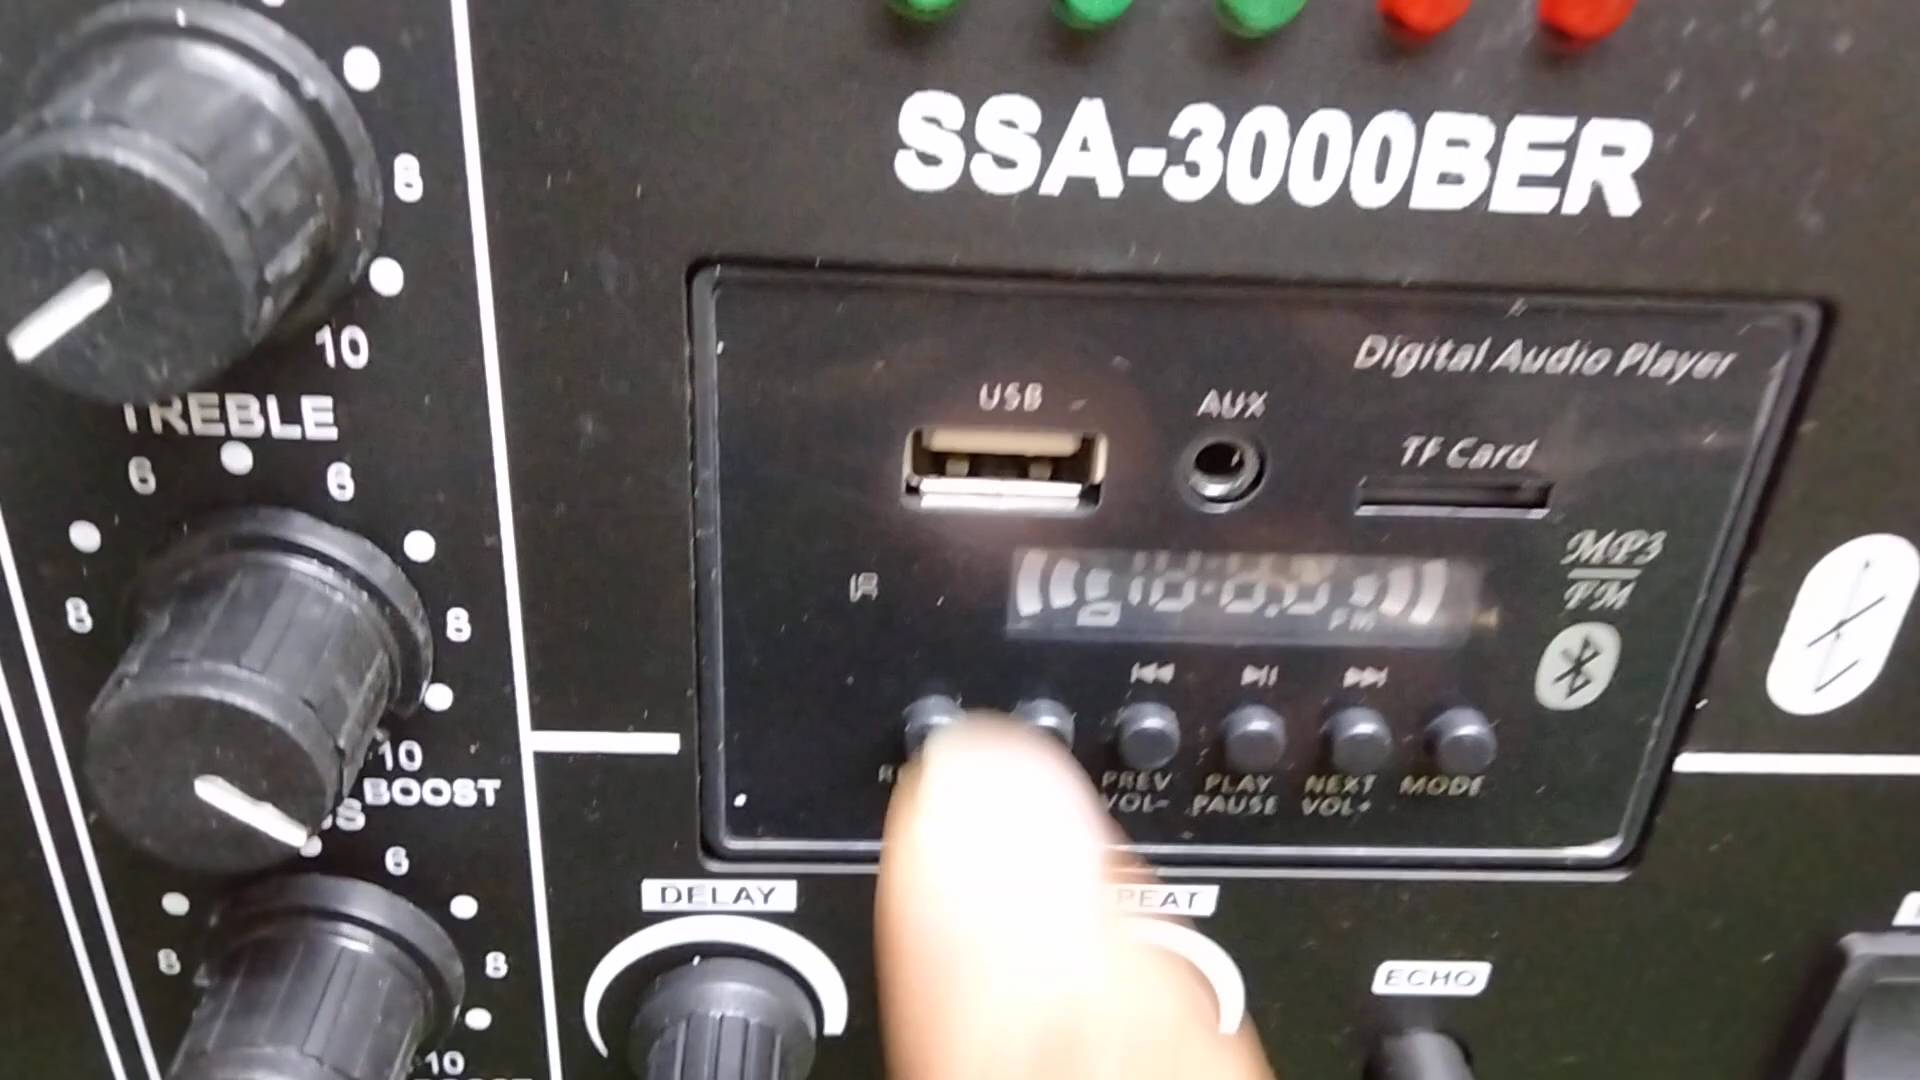 SSA-3000BER
8
10
TREBLE
6 6
8 8
10
BOOST
6
8 8
10
Digital Audio Player
USB AUX
TF Card
MP3
FM
PREV PLAY NEXT MODE
VOL- PAUSE VOL+
DELAY
ECHO